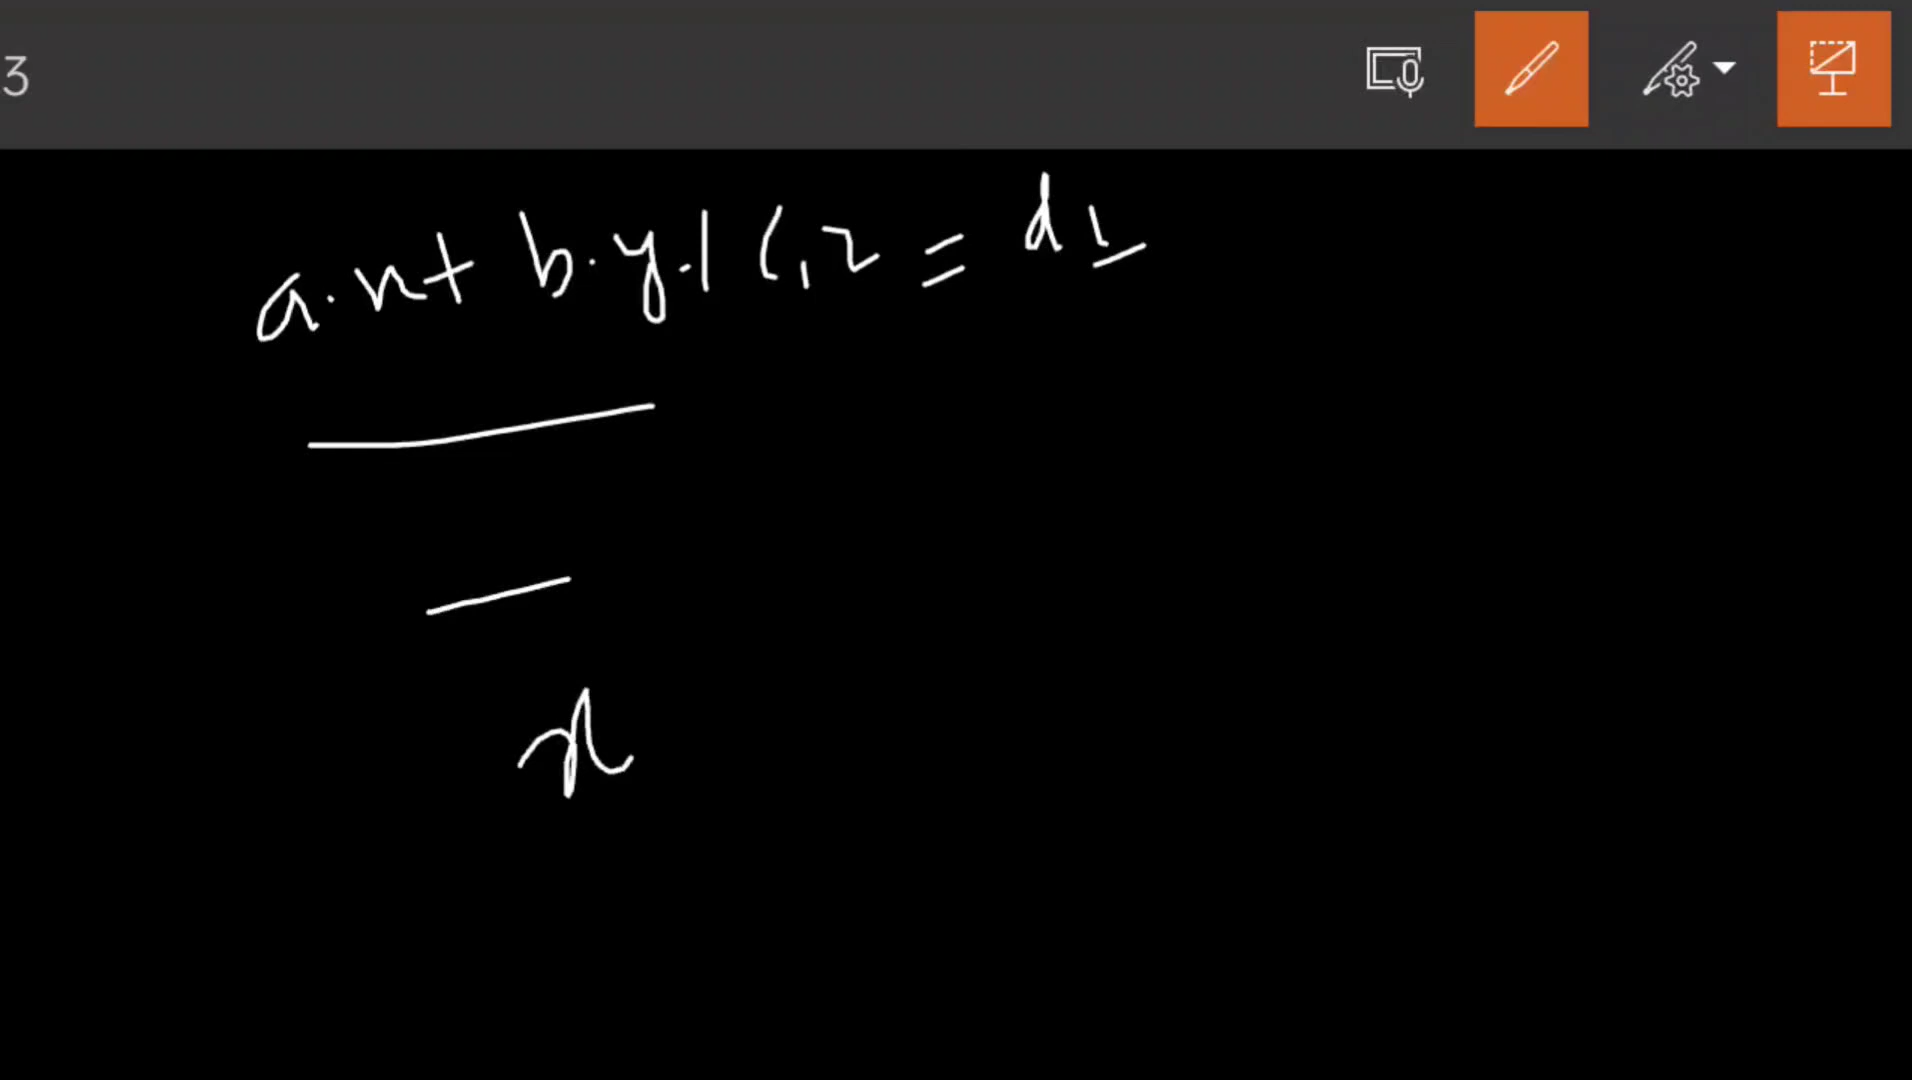 3
a.x+ b.y+ c,z = d1
x